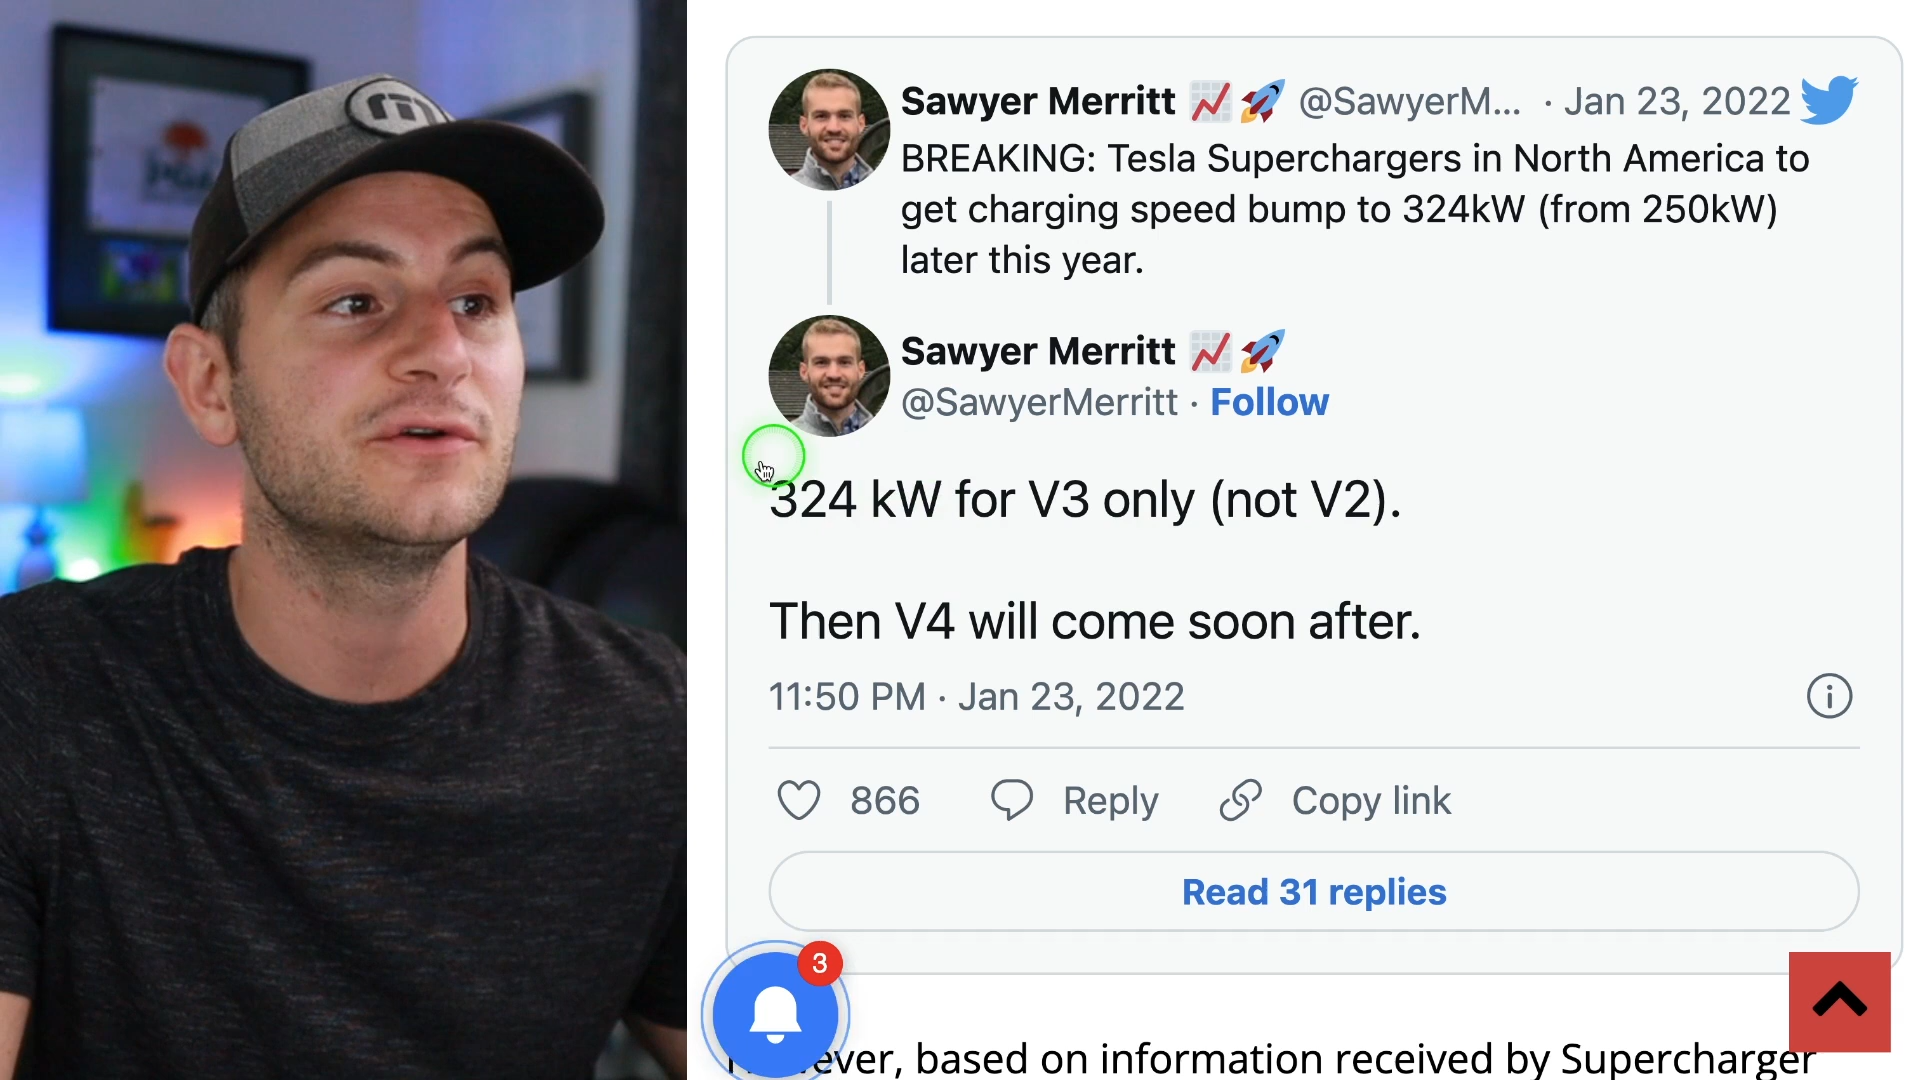 Sawyer Merritt @SawyerM... · Jan 23, 2022
BREAKING: Tesla Superchargers in North America to
get charging speed bump to 324kW (from 250kW)
later this year.
Sawyer Merritt
@SawyerMerritt · Follow
324 kW for V3 only (not V2).
Then V4 will come soon after.
11:50 PM · Jan 23, 2022
866 Reply Copy link
Read 31 replies
3
based on information received by Supercharger